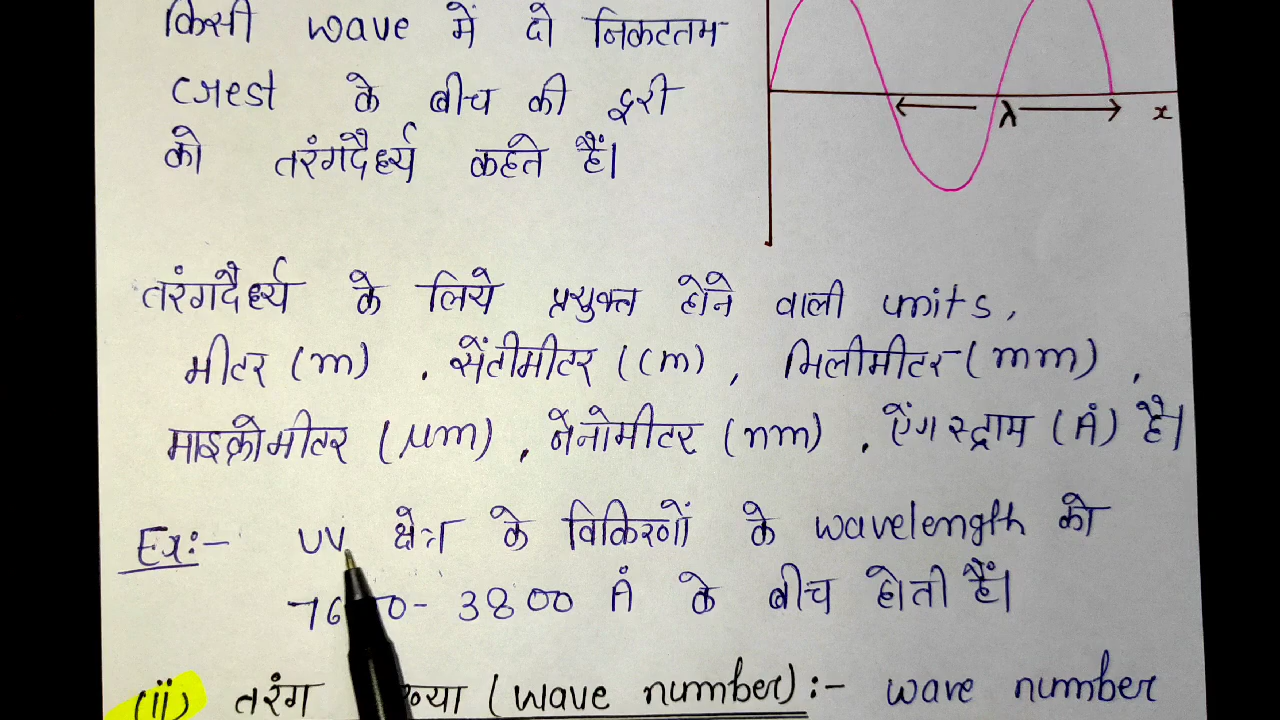 किसी wave में दो निकटतम
crest के बीच की दूरी
को तरंगदैर्ध्य कहते हैं।
λ
x
तरंगदैर्ध्य के लिये प्रयुक्त होने वाली units,
मीटर (m) , सेंटीमीटर (cm) , मिलीमीटर (mm) ,
माइक्रोमीटर (μm) , नैनोमीटर (nm) , ऐंगस्ट्राम (Å) है।
Ex:- UV क्षेत्र के विकिरणों के wavelength को
3800 Å के बीच होती हैं।
(ii) तरंग (wave number) :- wave number